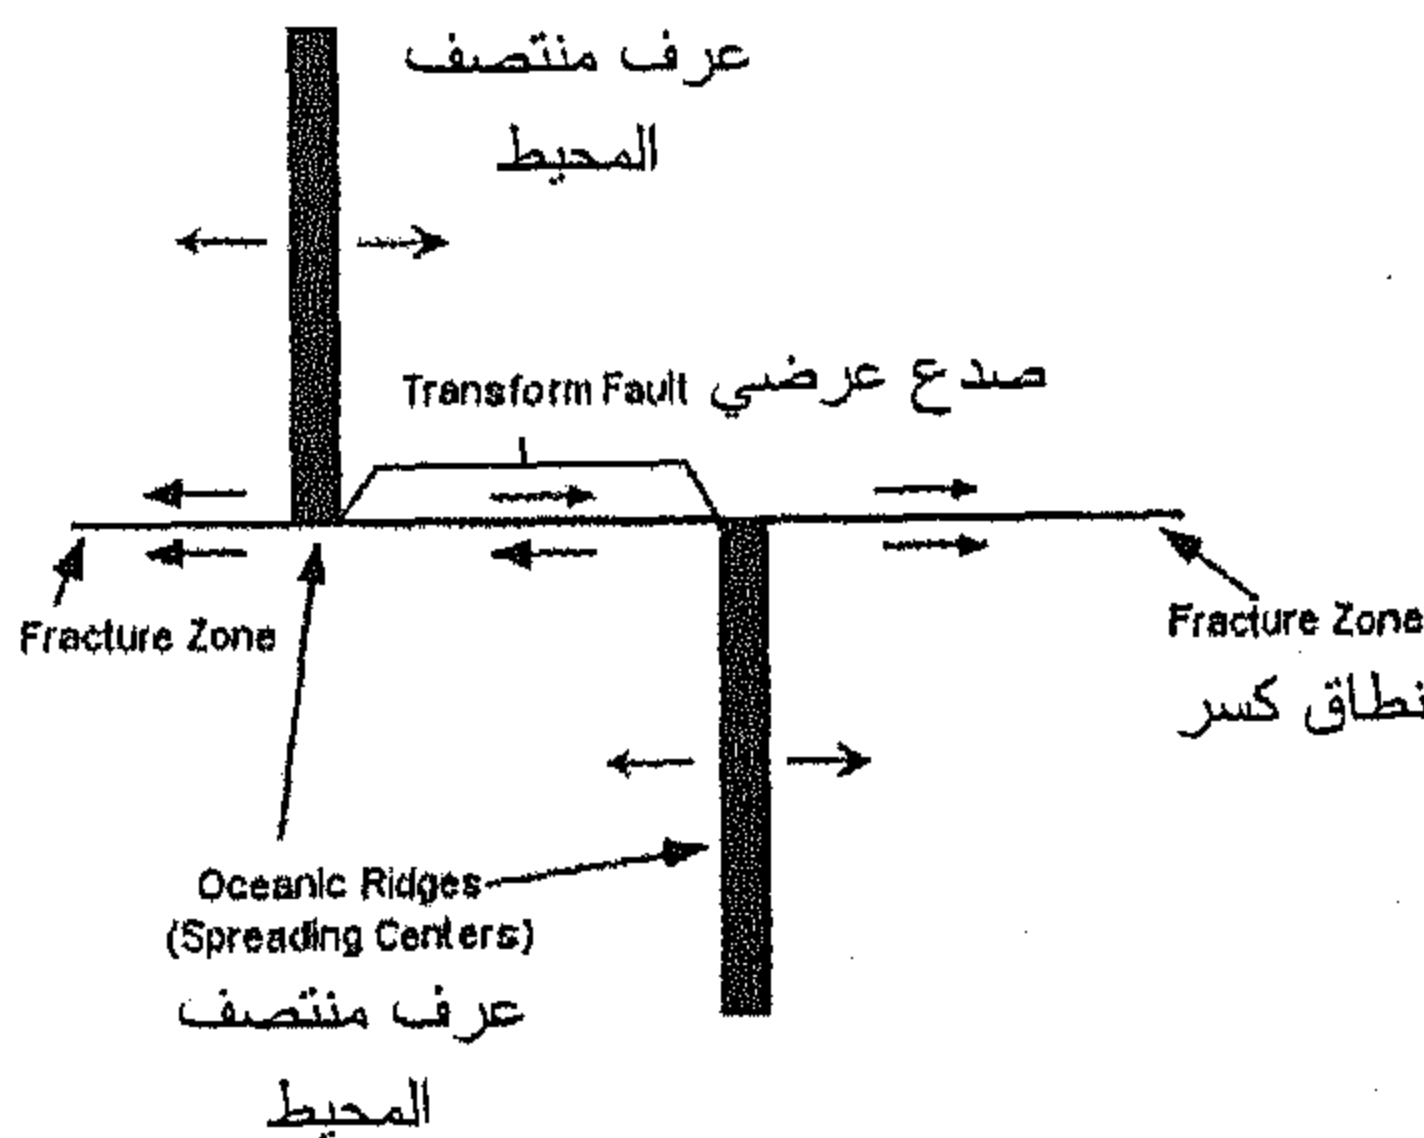 عرف منتصف
المحيط
Transform Fault صدع عرضي
Fracture Zone
Fracture Zone
نطاق كسر
Oceanic Ridges
(Spreading Centers)
عرف منتصف
المحيط